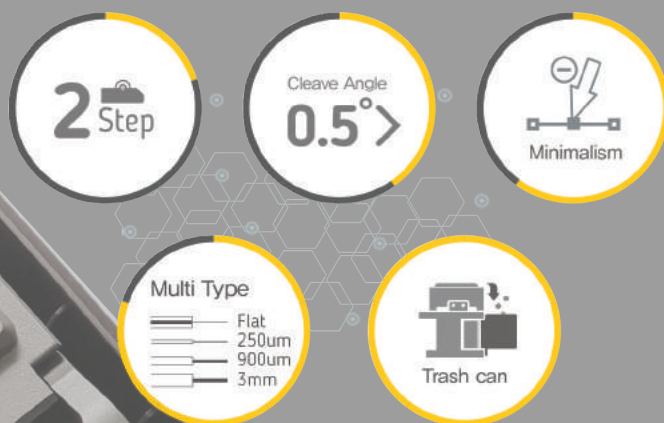 2 Step
Cleave Angle
0.5°>
Minimalism
Multi Type
Flat
250um
900um
3mm
Trash can